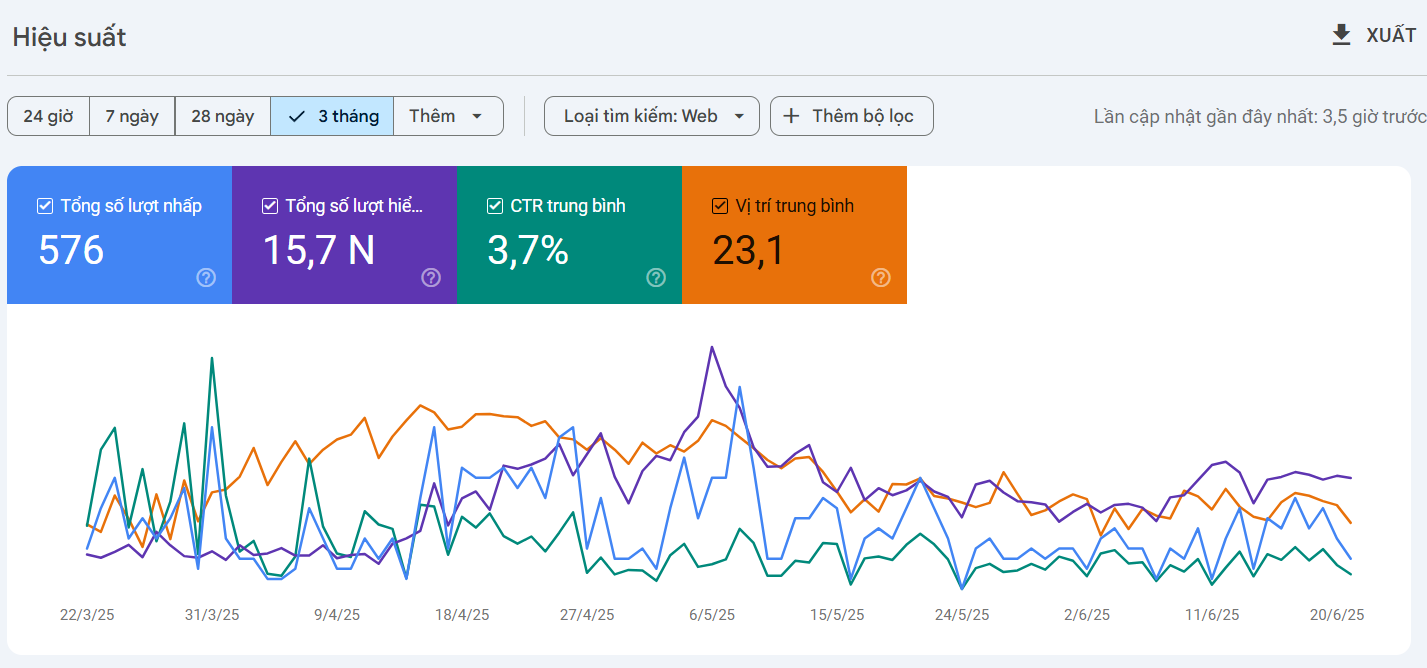 Hiệu suất
XUẤT
24 giờ 7 ngày 28 ngày 3 tháng Thêm Loại tìm kiếm: Web Thêm bộ lọc Lần cập nhật gần đây nhất: 3,5 giờ trước
Tổng số lượt nhấp Tổng số lượt hiể... CTR trung bình Vị trí trung bình
576 15,7 N 3,7% 23,1
22/3/25 31/3/25 9/4/25 18/4/25 27/4/25 6/5/25 15/5/25 24/5/25 2/6/25 11/6/25 20/6/25